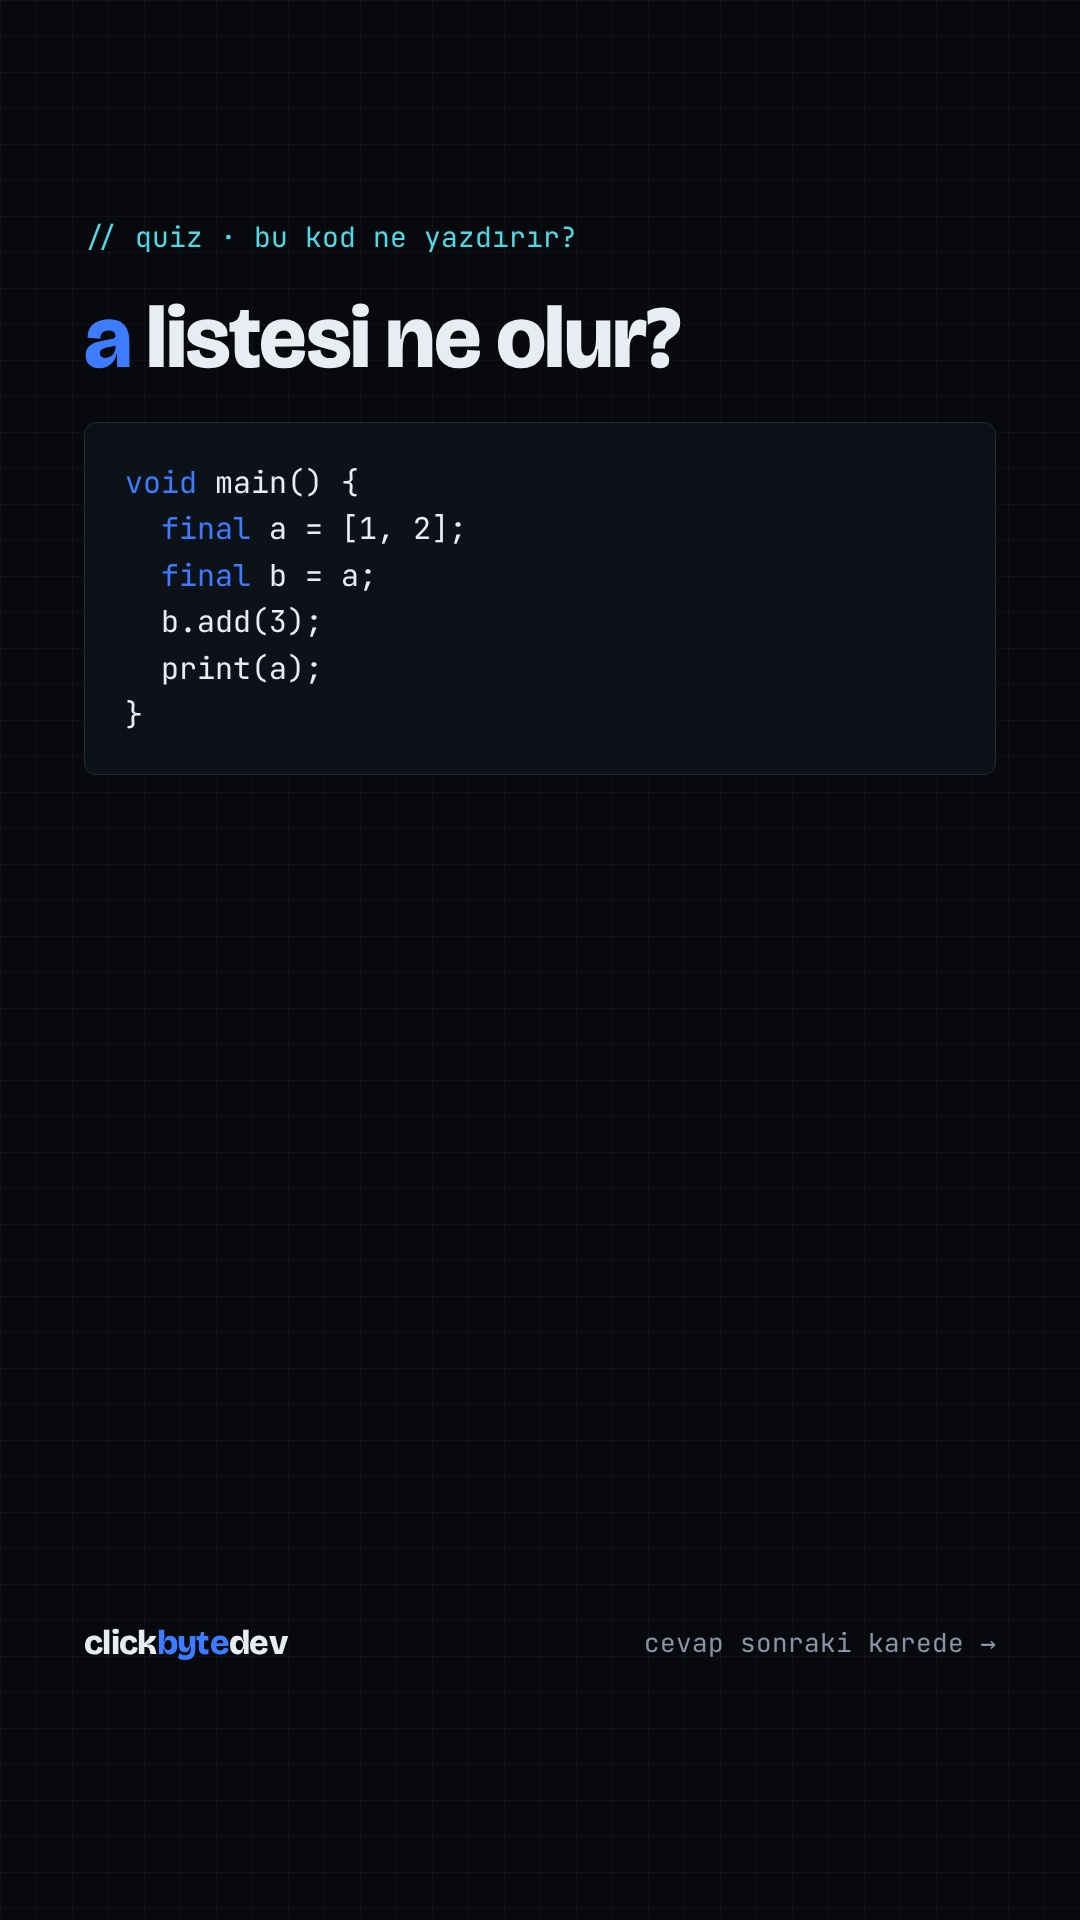 // quiz · bu kod ne yazdırır?
a listesi ne olur?
void main() {
  final a = [1, 2];
  final b = a;
  b.add(3);
  print(a);
}
clickbytedev
cevap sonraki karede →